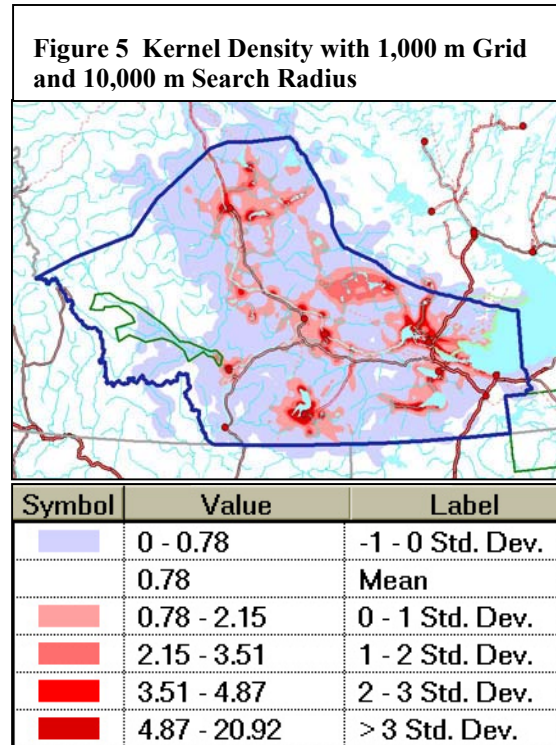 Figure 5 Kernel Density with 1,000 m Grid
and 10,000 m Search Radius
Symbol Value Label
0 - 0.78 -1 - 0 Std. Dev.
0.78 Mean
0.78 - 2.15 0 - 1 Std. Dev.
2.15 - 3.51 1 - 2 Std. Dev.
3.51 - 4.87 2 - 3 Std. Dev.
4.87 - 20.92 > 3 Std. Dev.